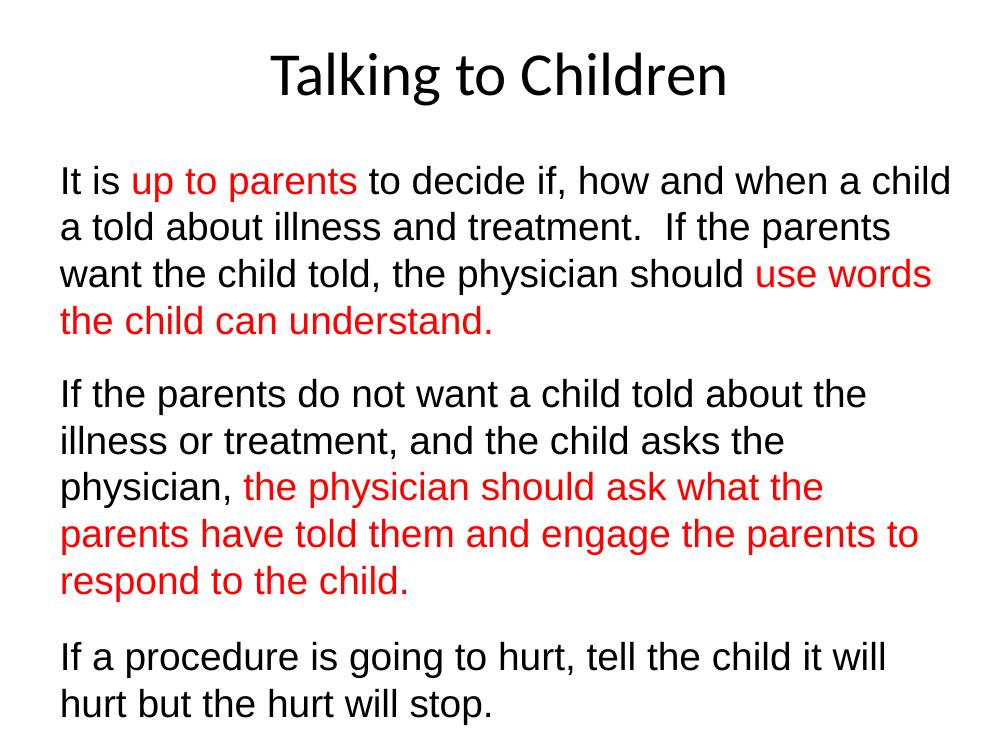 Talking to Children
It is up to parents to decide if, how and when a child
a told about illness and treatment.  If the parents
want the child told, the physician should use words
the child can understand.
If the parents do not want a child told about the
illness or treatment, and the child asks the
physician, the physician should ask what the
parents have told them and engage the parents to
respond to the child.
If a procedure is going to hurt, tell the child it will
hurt but the hurt will stop.